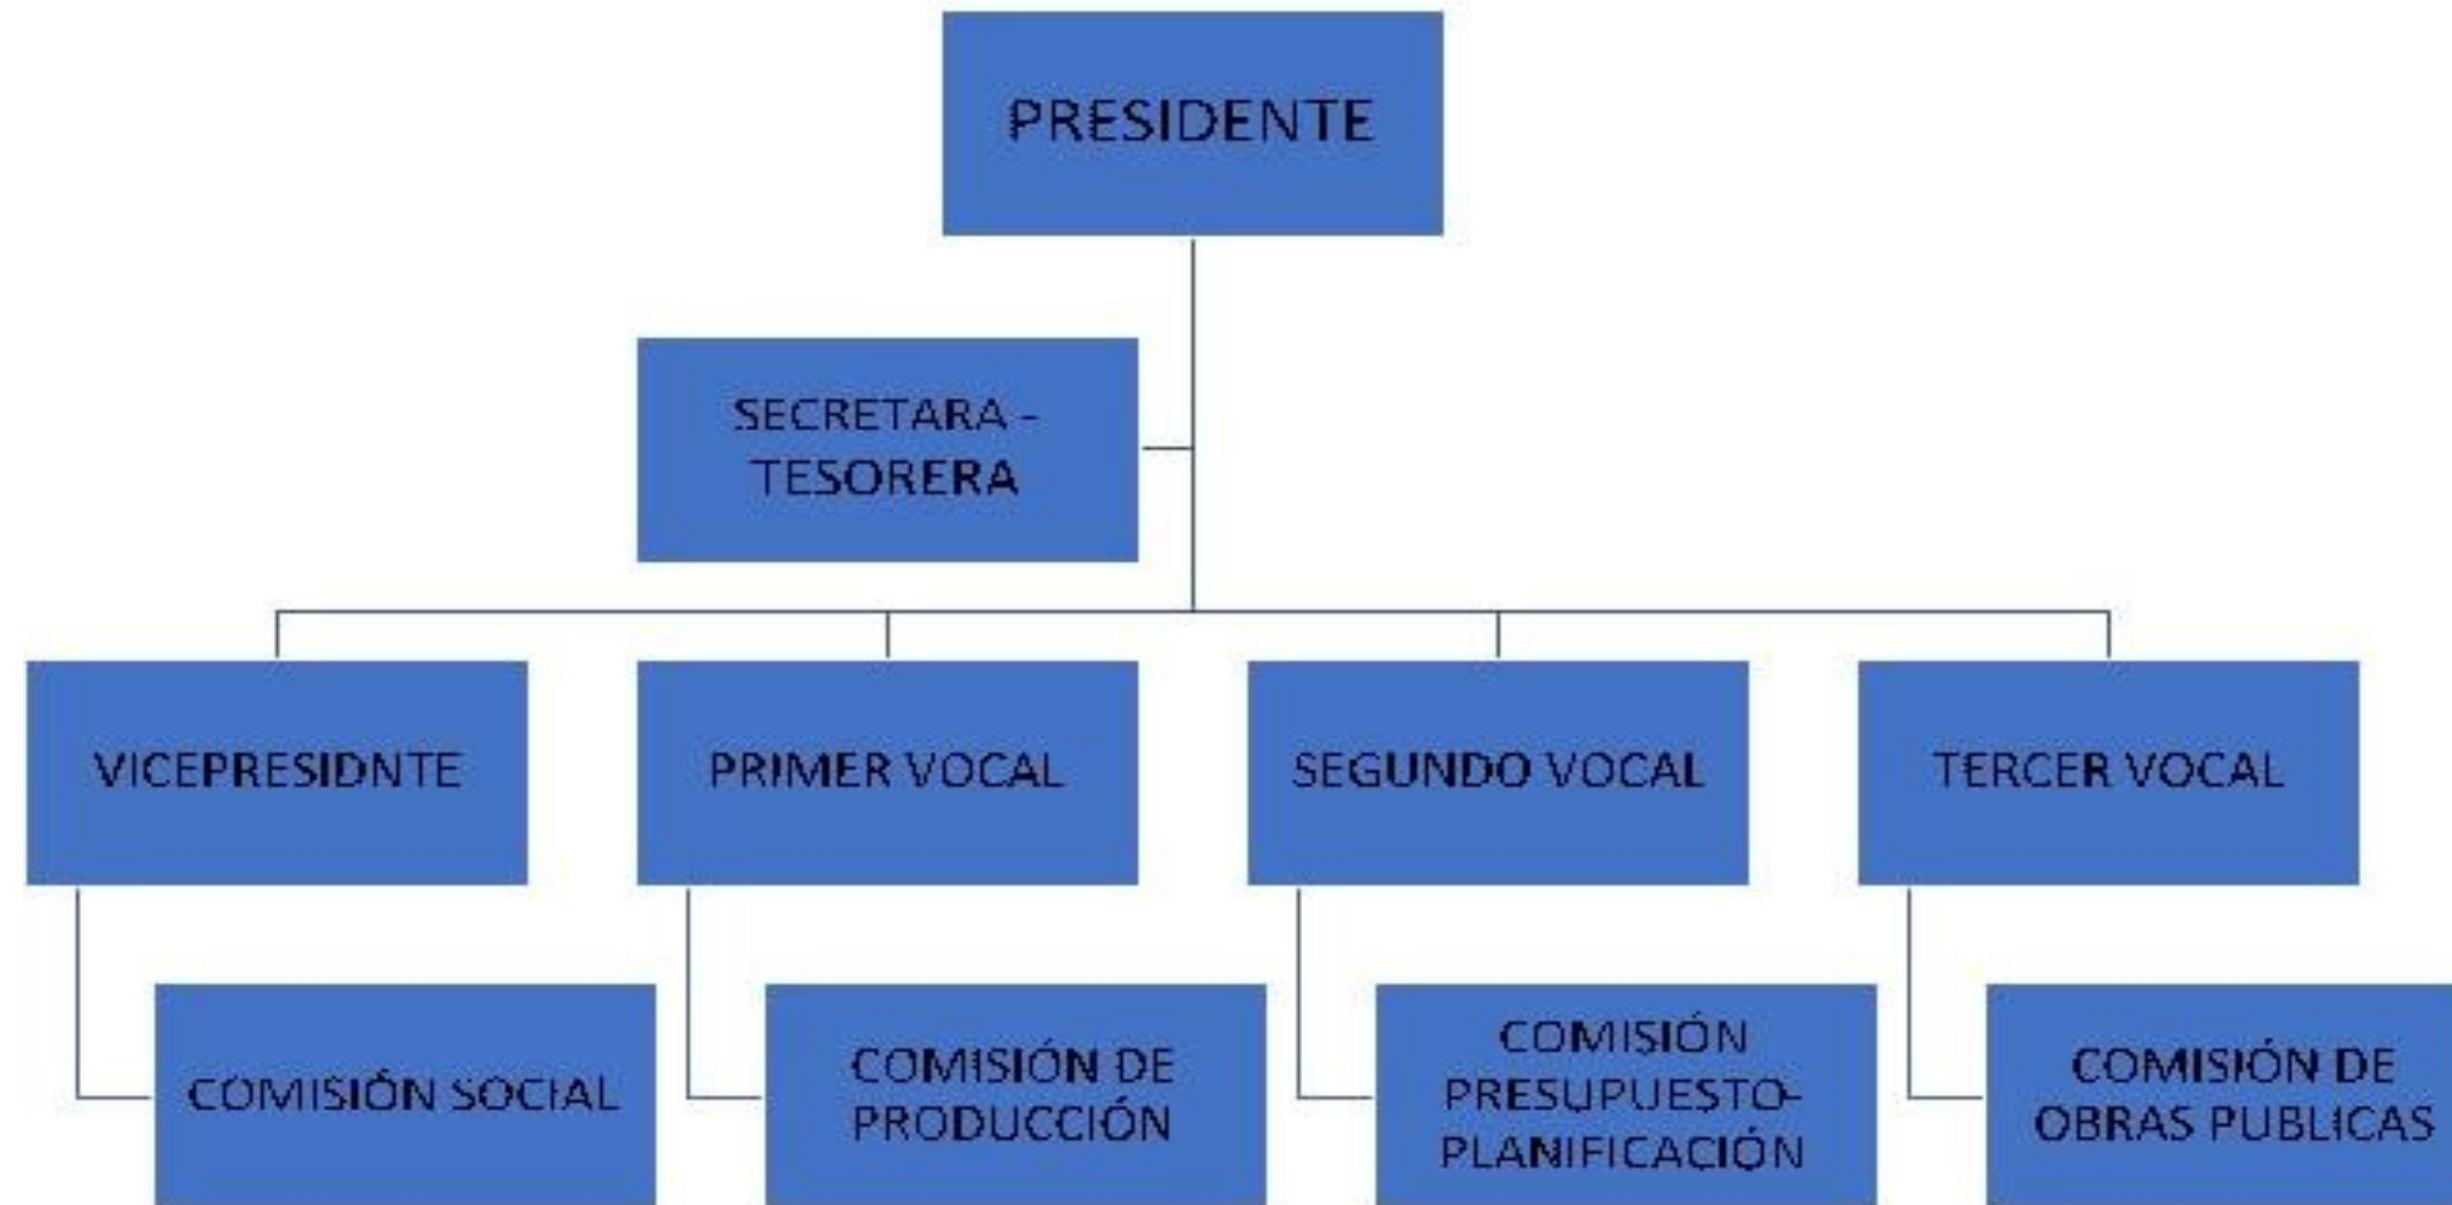 PRESIDENTE
SECRETARA -
TESORERA
VICEPRESIDNTE
PRIMER VOCAL
SEGUNDO VOCAL
TERCER VOCAL
COMISIÓN SOCIAL
COMISIÓN DE
PRODUCCIÓN
COMISIÓN
PRESUPUESTO-
PLANIFICACIÓN
COMISIÓN DE
OBRAS PUBLICAS